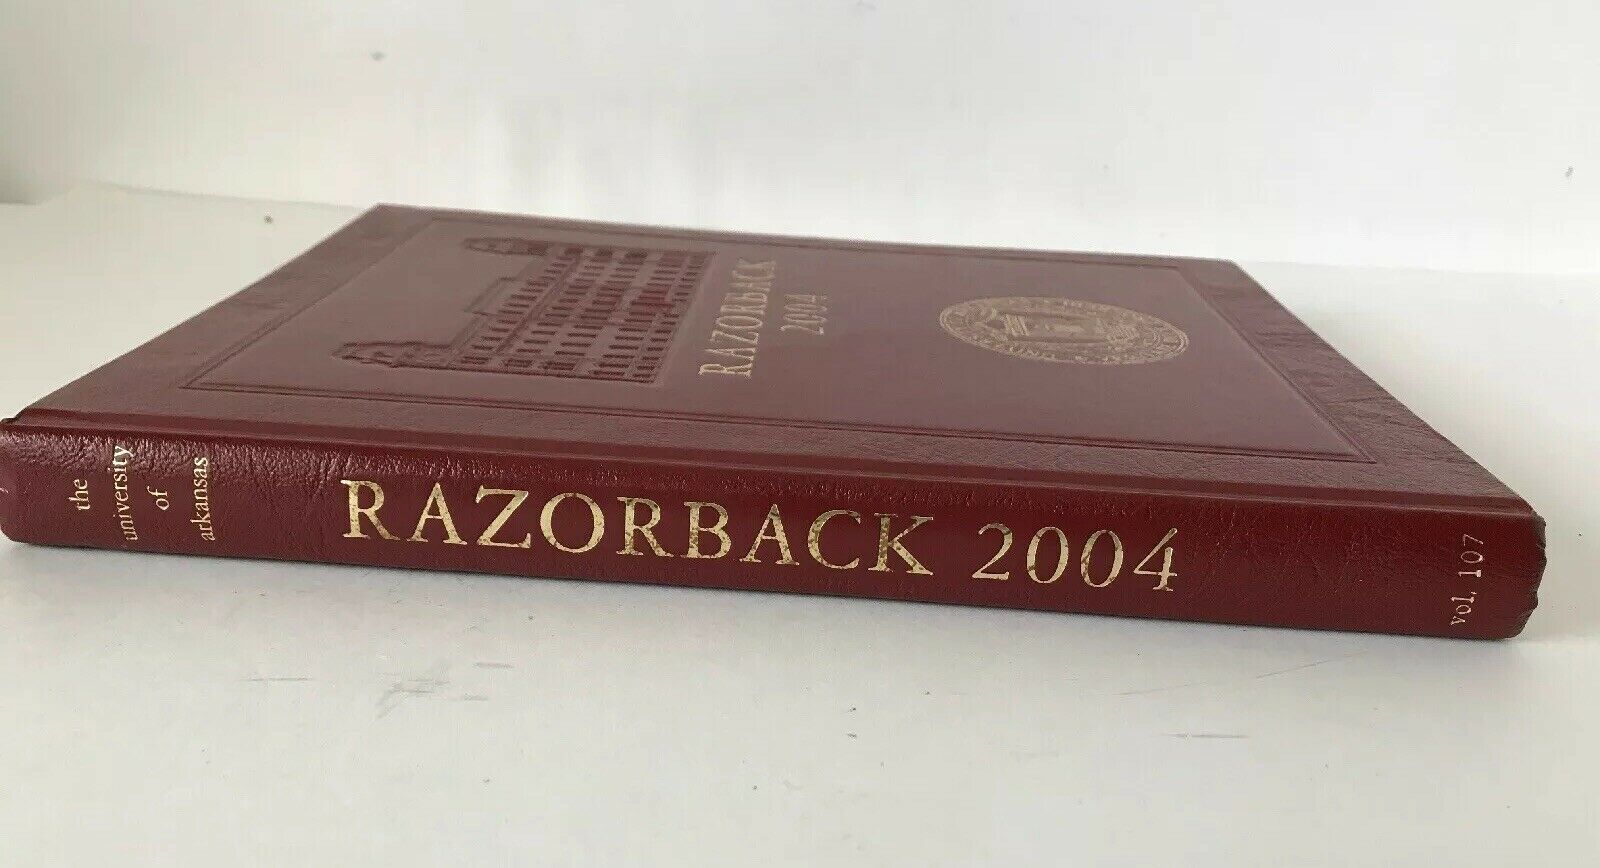 the
university
of
arkansas
RAZORBACK 2004
vol. 107
RAZORBACK
2004